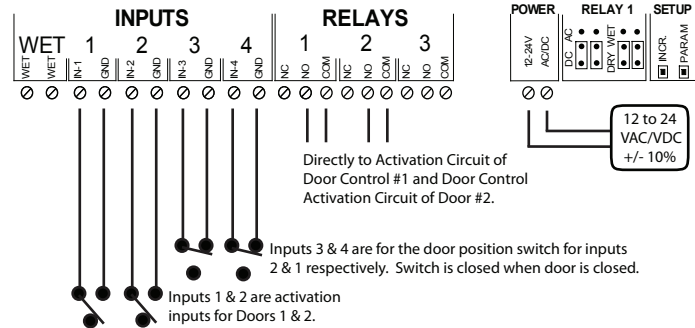 INPUTS RELAYS POWER RELAY 1 SETUP
WET 1 2 3 4 1 2 3
WET WET IN-1 GND IN-2 GND IN-3 GND IN-4 GND NC NO COM NC NO COM NC NO COM
12-24V AC/DC DC AC DRY WET INCR. PARAM
12 to 24
VAC/VDC
+/- 10%
Directly to Activation Circuit of
Door Control #1 and Door Control
Activation Circuit of Door #2.
Inputs 3 & 4 are for the door position switch for inputs
2 & 1 respectively. Switch is closed when door is closed.
Inputs 1 & 2 are activation
inputs for Doors 1 & 2.